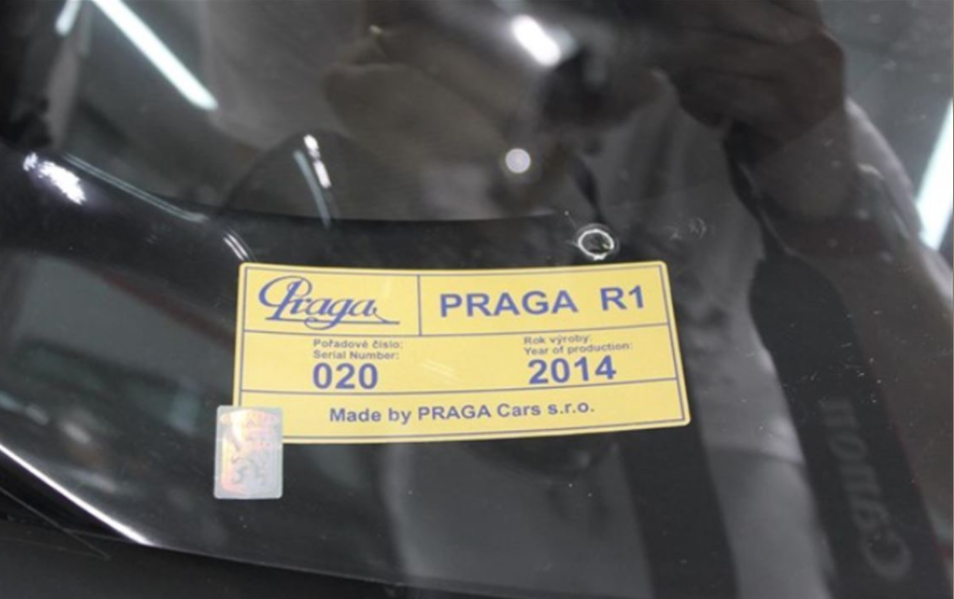 Praga
PRAGA R1
Pořadové číslo:
Serial Number:
020
Rok výroby:
Year of production:
2014
Made by PRAGA Cars s.r.o.